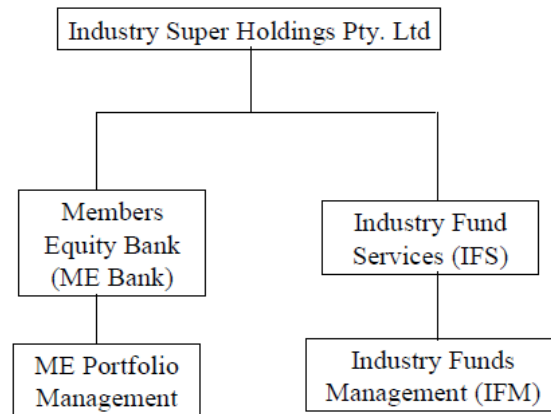 Industry Super Holdings Pty. Ltd
Members
Equity Bank
(ME Bank)
Industry Fund
Services (IFS)
ME Portfolio
Management
Industry Funds
Management (IFM)